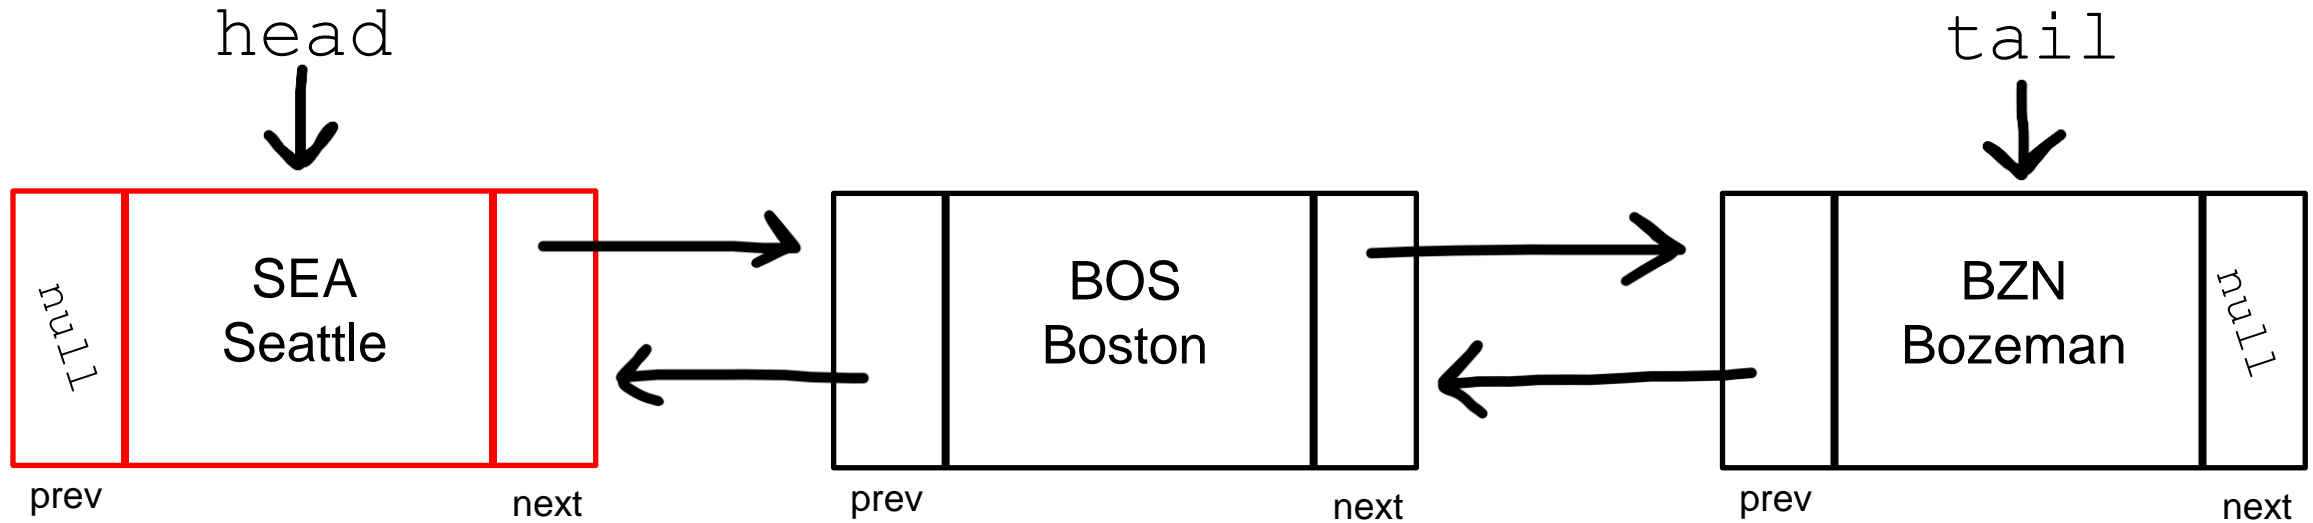 head
tail
null
SEA
Seattle
BOS
Boston
BZN
Bozeman
null
prev
next
prev
next
prev
next